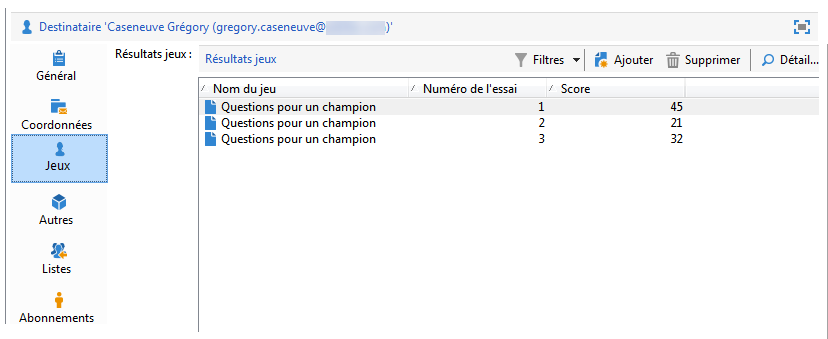 Destinataire 'Caseneuve Grégory (gregory.caseneuve@ )'
Général
Coordonnées
Jeux
Autres
Listes
Abonnements
Résultats jeux :
Résultats jeux Filtres Ajouter Supprimer Détail...
Nom du jeu Numéro de l'essai Score
Questions pour un champion 1 45
Questions pour un champion 2 21
Questions pour un champion 3 32